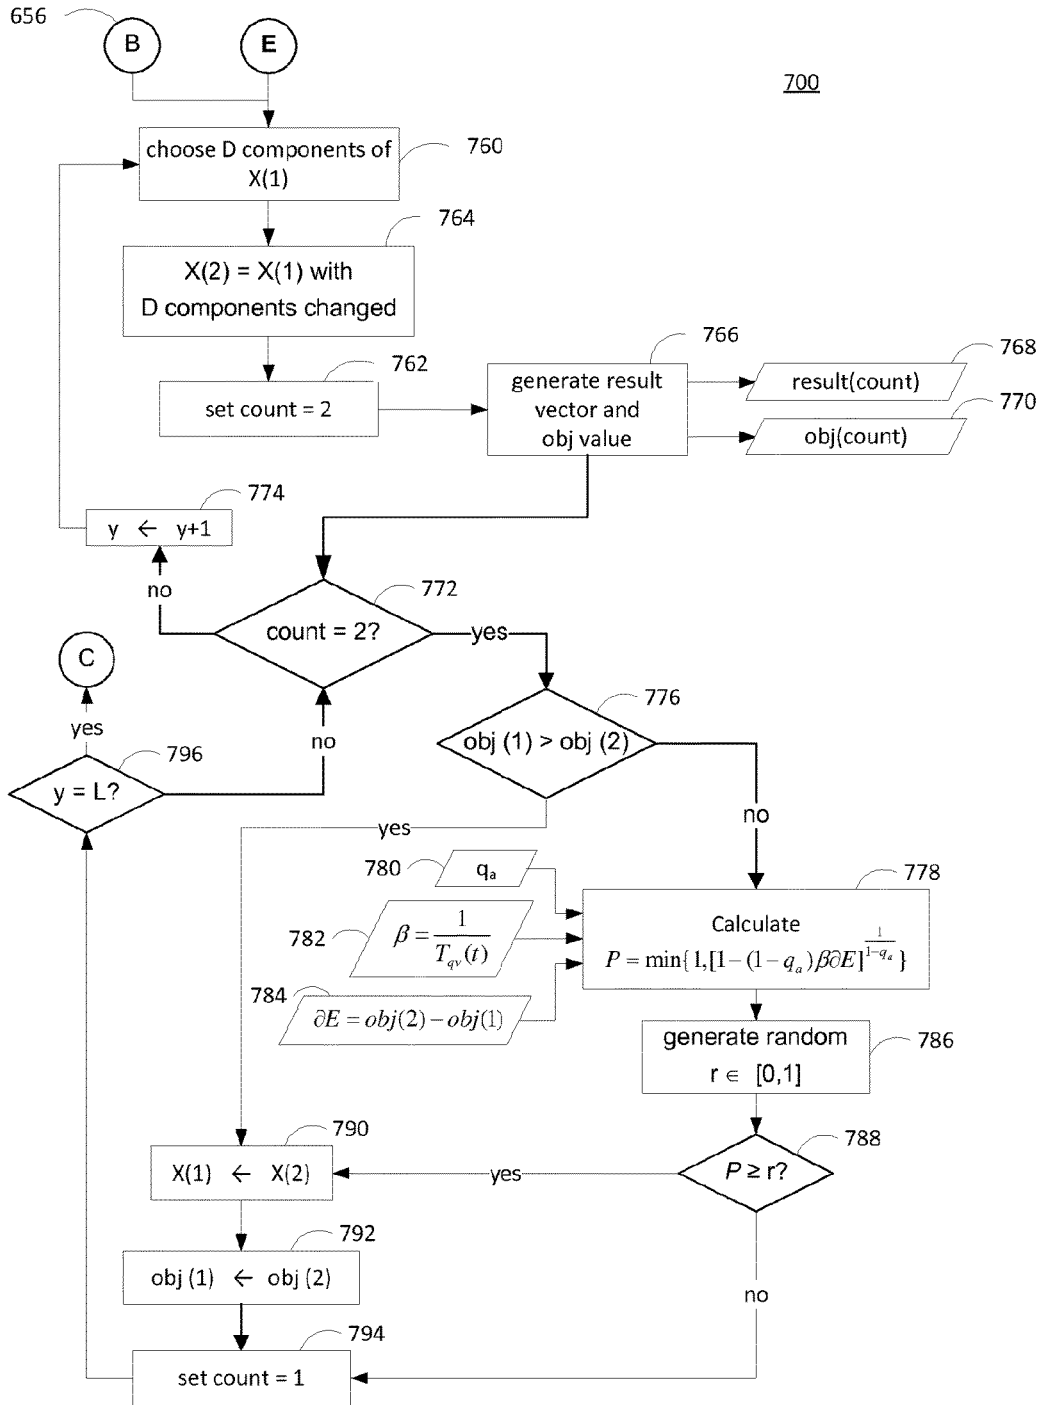 656
B
E
700
choose D components of
X(1)
760
764
X(2) = X(1) with
D components changed
762
set count = 2
766
generate result
vector and
obj value
768
result(count)
770
obj(count)
774
y ← y+1
no
772
count = 2?
yes
C
yes
796
y = L?
no
776
obj (1) > obj (2)
yes
no
780
qₐ
782
β = 1 / T_qv(t)
784
∂E = obj(2) − obj(1)
778
Calculate
P = min{1,[1−(1−qₐ)β∂E]^(1/(1−qₐ))}
generate random
r ∈ [0,1]
786
788
P ≥ r?
yes
no
790
X(1) ← X(2)
792
obj (1) ← obj (2)
794
set count = 1